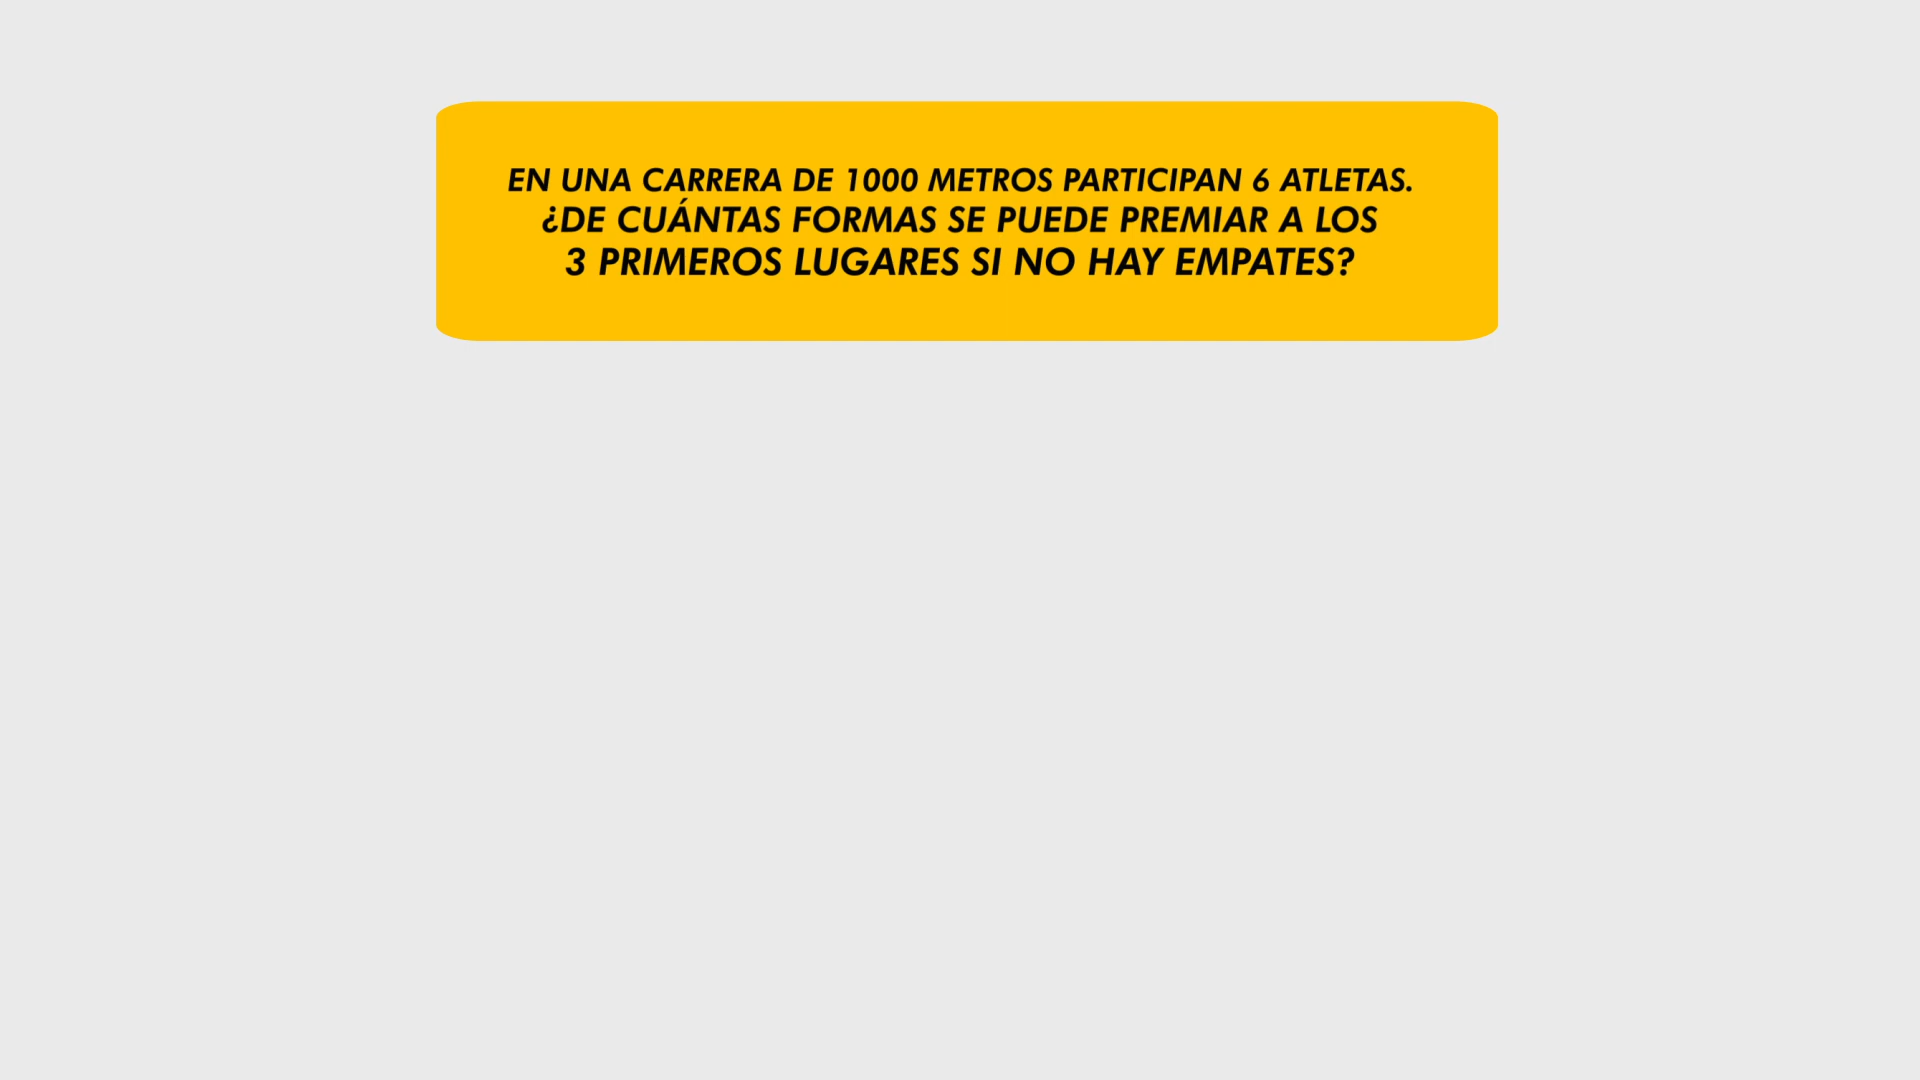 EN UNA CARRERA DE 1000 METROS PARTICIPAN 6 ATLETAS.
¿DE CUÁNTAS FORMAS SE PUEDE PREMIAR A LOS
3 PRIMEROS LUGARES SI NO HAY EMPATES?